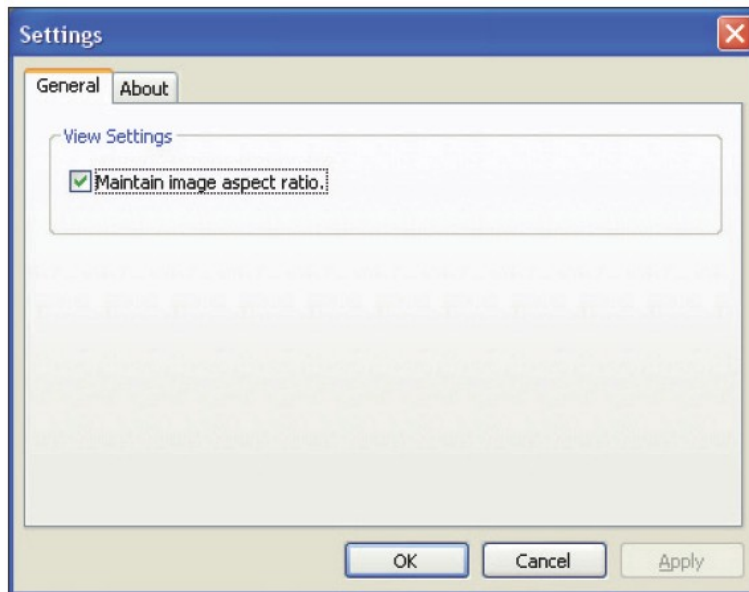 Settings
General About
View Settings
Maintain image aspect ratio.
OK Cancel Apply